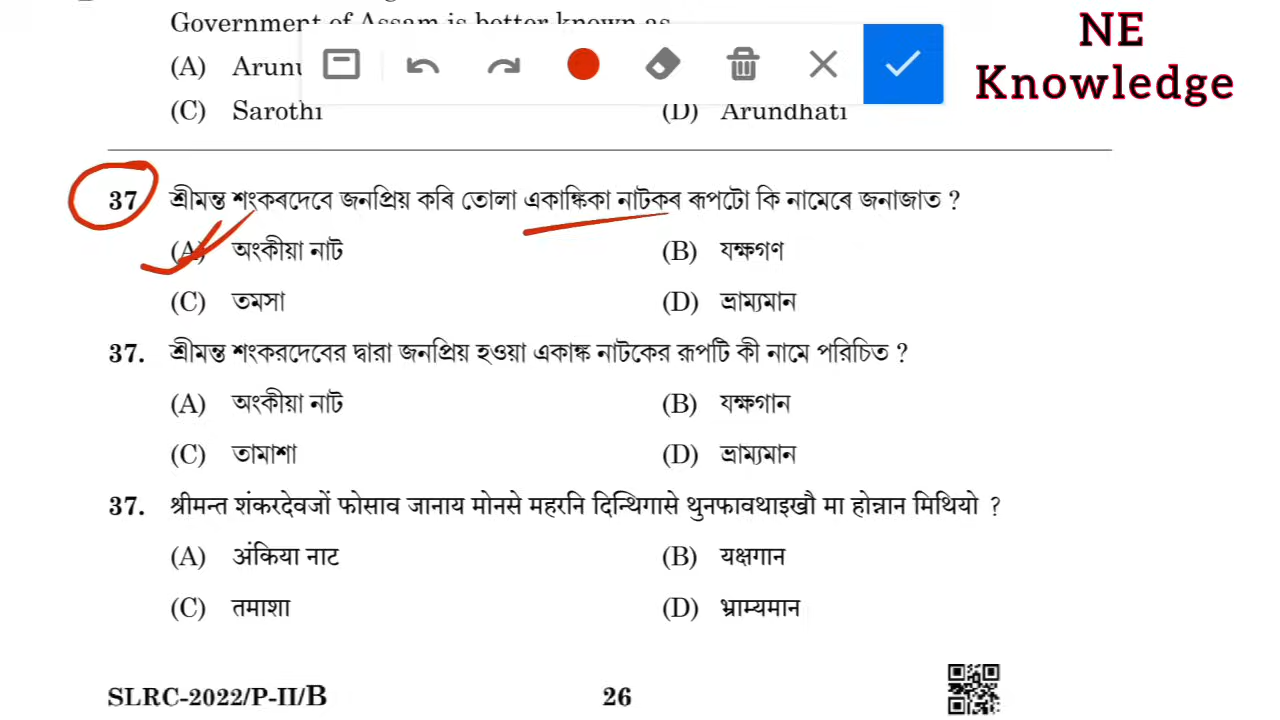 Government of Assam is better known as
NE
Knowledge
(A) Arunu
(C) Sarothi (D) Arundhati
37 শ্ৰীমন্ত শংকৰদেবে জনপ্ৰিয় কৰি তোলা একাঙ্কিকা নাটকৰ ৰূপটো কি নামেৰে জনাজাত ?
(A) অংকীয়া নাট (B) যক্ষগণ
(C) তমসা (D) ভ্ৰাম্যমান
37. শ্রীমন্ত শংকরদেবের দ্বারা জনপ্রিয় হওয়া একাঙ্ক নাটকের রূপটি কী নামে পরিচিত ?
(A) অংকীয়া নাট (B) যক্ষগান
(C) তামাশা (D) ভ্রাম্যমান
37. श्रीमन्त शंकरदेवजों फोसाव जानाय मोनसे महरनि दिन्थिगासे थुनफावथाइखौ मा होन्नान मिथियो ?
(A) अंकिया नाट (B) यक्षगान
(C) तमाशा (D) भ्राम्यमान
SLRC-2022/P-II/B 26